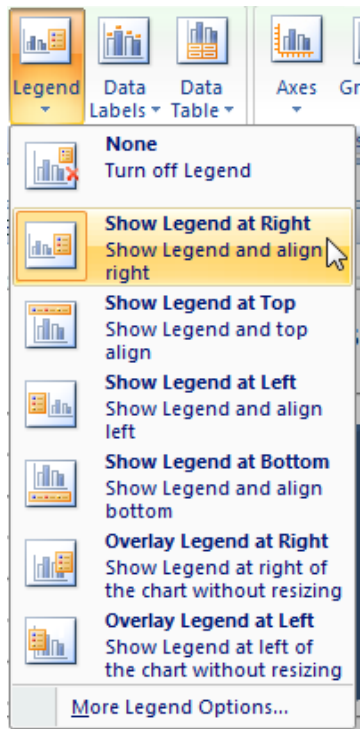 Legend
Data
Labels
Data
Table
Axes
None
Turn off Legend
Show Legend at Right
Show Legend and align
right
Show Legend at Top
Show Legend and top
align
Show Legend at Left
Show Legend and align
left
Show Legend at Bottom
Show Legend and align
bottom
Overlay Legend at Right
Show Legend at right of
the chart without resizing
Overlay Legend at Left
Show Legend at left of
the chart without resizing
More Legend Options...